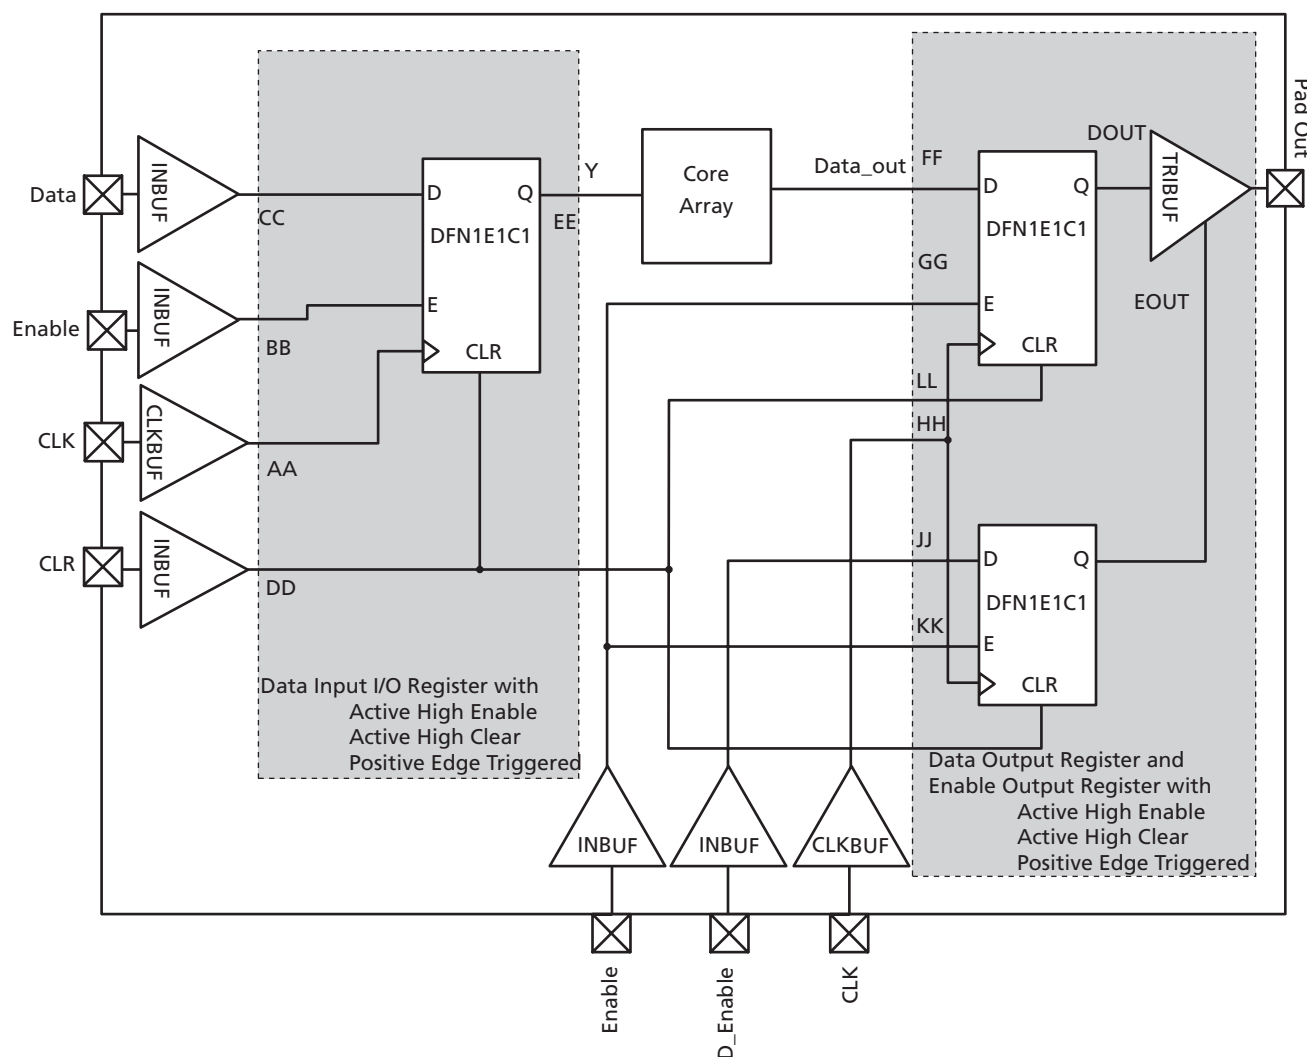 Data
INBUF
CC
D
Q
DFN1E1C1
E
CLR
Y
EE
Core
Array
Data_out
FF
D
Q
DFN1E1C1
E
CLR
GG
DOUT
TRIBUF
Pad Out
EOUT
Enable
INBUF
BB
CLK
CLKBUF
AA
LL
HH
CLR
INBUF
DD
JJ
D
Q
DFN1E1C1
KK
E
CLR
Data Input I/O Register with
Active High Enable
Active High Clear
Positive Edge Triggered
Data Output Register and
Enable Output Register with
Active High Enable
Active High Clear
Positive Edge Triggered
INBUF
INBUF
CLKBUF
Enable
D_Enable
CLK